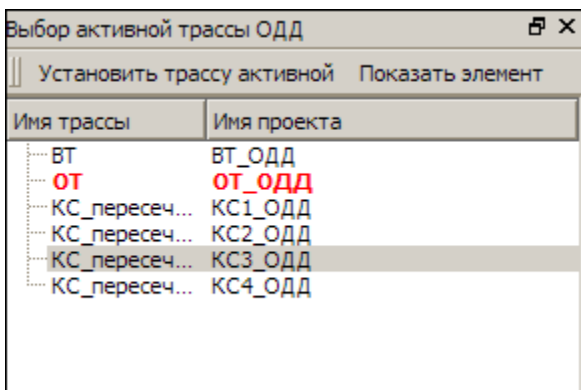 Выбор активной трассы ОДД
Установить трассу активной Показать элемент
Имя трассы Имя проекта
ВТ ВТ_ОДД
ОТ ОТ_ОДД
КС_пересеч... КС1_ОДД
КС_пересеч... КС2_ОДД
КС_пересеч... КС3_ОДД
КС_пересеч... КС4_ОДД